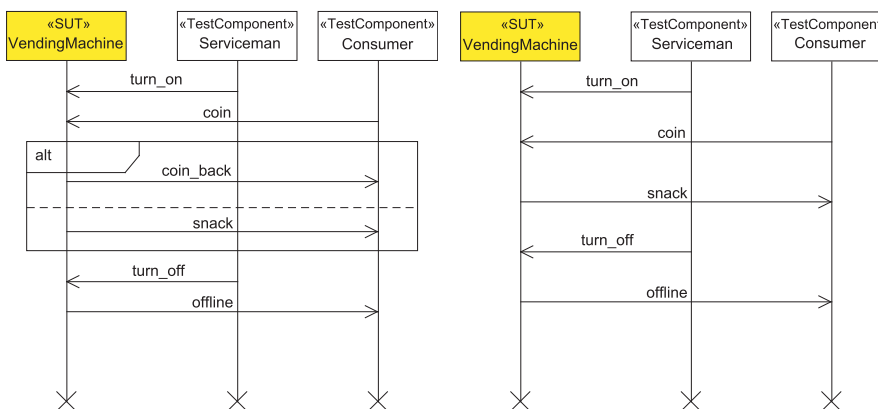 «SUT»
VendingMachine
«TestComponent»
Serviceman
«TestComponent»
Consumer
turn_on
coin
alt
coin_back
snack
turn_off
offline
«SUT»
VendingMachine
«TestComponent»
Serviceman
«TestComponent»
Consumer
turn_on
coin
snack
turn_off
offline